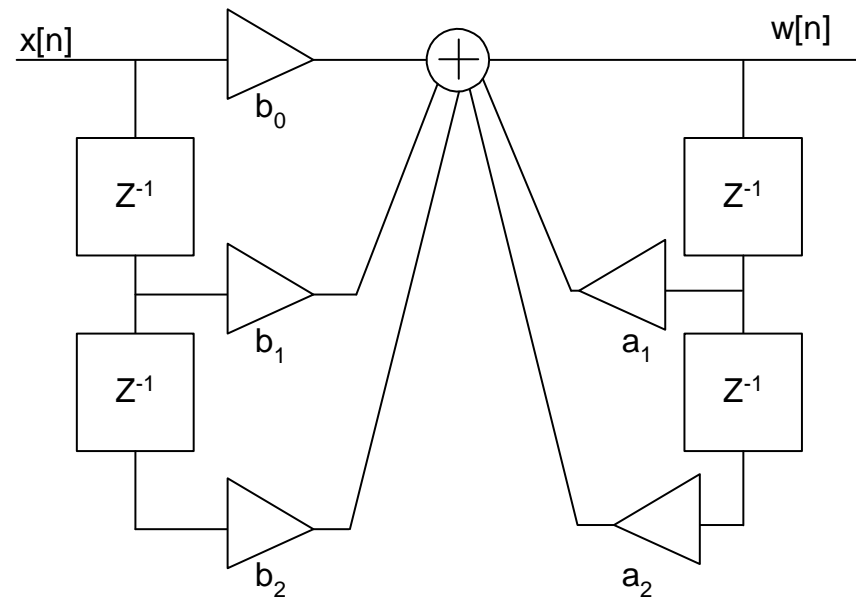 x[n]
w[n]
b₀
Z⁻¹
Z⁻¹
b₁
a₁
Z⁻¹
Z⁻¹
b₂
a₂